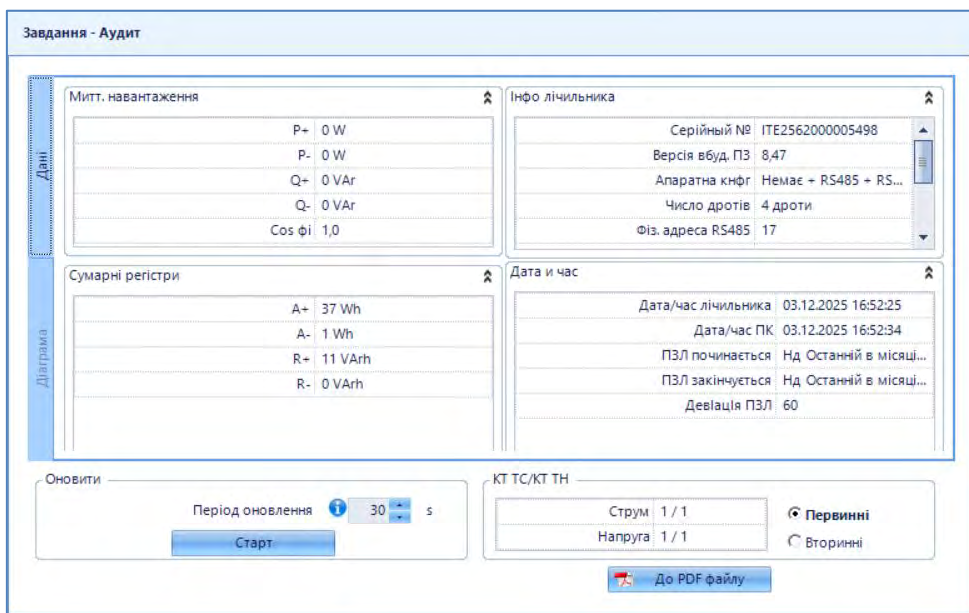 Завдання - Аудит
Дані
Діаграма
Митт. навантаження
P+ 0 W
P- 0 W
Q+ 0 VAr
Q- 0 VAr
Cos фі 1,0
Інфо лічильника
Серійный № ITE2562000005498
Версія вбуд. ПЗ 8,47
Апаратна кнфг Немає + RS485 + RS...
Число дротів 4 дроти
Фіз. адреса RS485 17
Сумарні регістри
A+ 37 Wh
A- 1 Wh
R+ 11 VArh
R- 0 VArh
Дата и час
Дата/час лічильника 03.12.2025 16:52:25
Дата/час ПК 03.12.2025 16:52:34
ПЗЛ починається Нд Останній в місяці...
ПЗЛ закінчується Нд Останній в місяці...
Девіація ПЗЛ 60
Оновити
Період оновлення 30 s
Старт
КТ ТС/КТ ТН
Струм 1 / 1
Напруга 1 / 1
Первинні
Вторинні
До PDF файлу